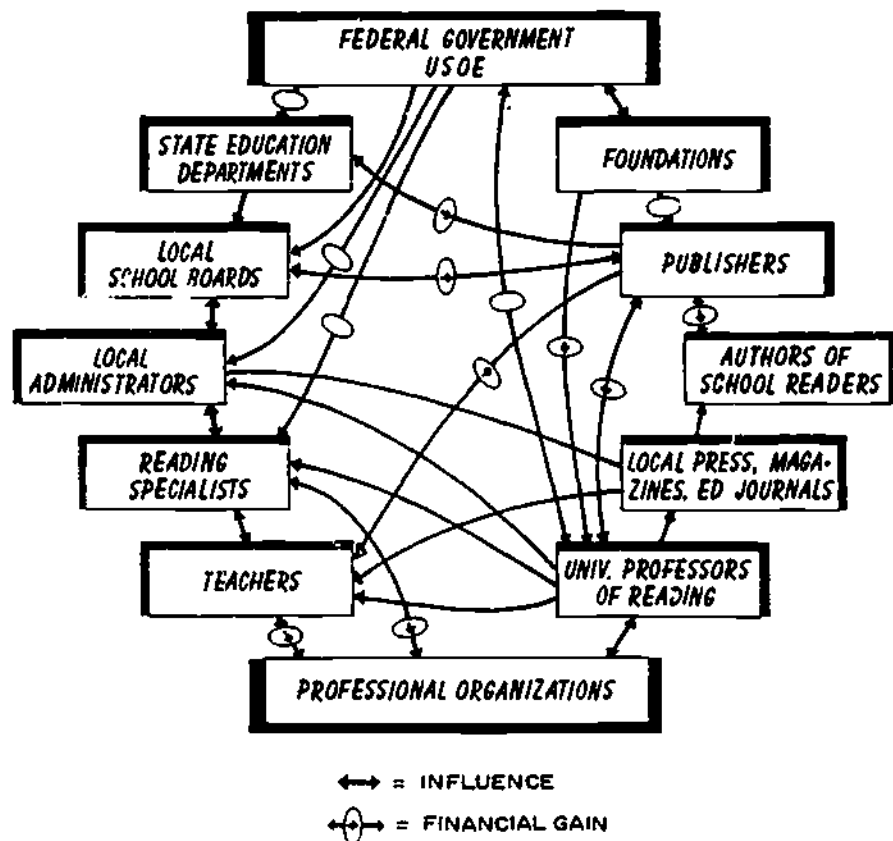 FEDERAL GOVERNMENT
USOE
STATE EDUCATION
DEPARTMENTS
FOUNDATIONS
LOCAL
SCHOOL BOARDS
PUBLISHERS
LOCAL
ADMINISTRATORS
AUTHORS OF
SCHOOL READERS
READING
SPECIALISTS
LOCAL PRESS, MAGA-
ZINES, ED JOURNALS
TEACHERS
UNIV. PROFESSORS
OF READING
PROFESSIONAL ORGANIZATIONS
= INFLUENCE
= FINANCIAL GAIN